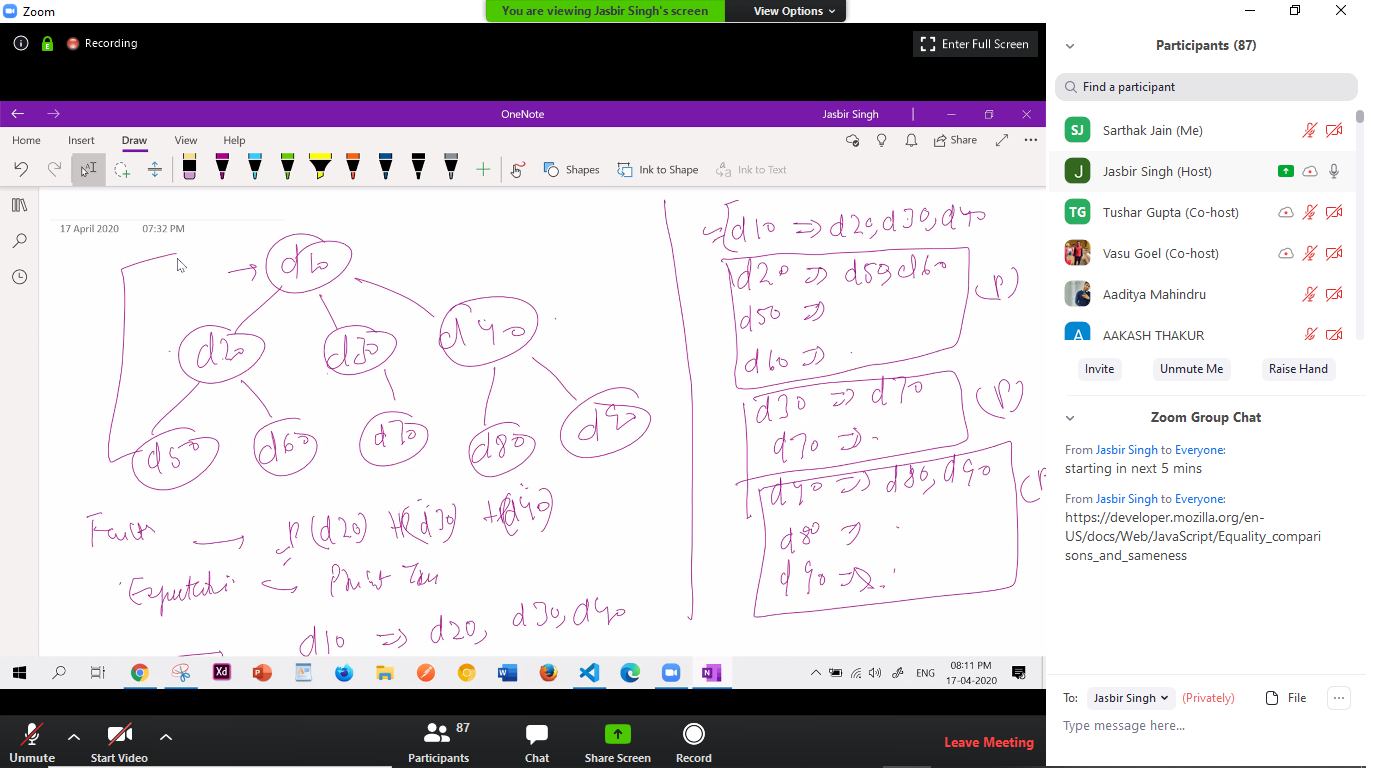 Zoom
You are viewing Jasbir Singh's screen
View Options
Recording
Enter Full Screen
OneNote
Jasbir Singh
Home
Insert
Draw
View
Help
Share
Shapes
Ink to Shape
Ink to Text
17 April 2020
07:32 PM
d10
d20
d30
d40
d50
d60
d70
d80
d90
p(d20) + p(d30) + p(d40)
d10 => d20, d30, d40
d10 => d20, d30, d40
d20 => d50, d60
d50 =>
d60 => .
(P)
d30 => d70
d70 => .
(P)
d40 => d80, d90
d80 => .
d90 => .
ENG
08:11 PM
17-04-2020
Participants (87)
Find a participant
SJ
Sarthak Jain (Me)
J
Jasbir Singh (Host)
TG
Tushar Gupta (Co-host)
Vasu Goel (Co-host)
Aaditya Mahindru
A
AAKASH THAKUR
Invite
Unmute Me
Raise Hand
Zoom Group Chat
From Jasbir Singh to Everyone:
starting in next 5 mins
From Jasbir Singh to Everyone:
https://developer.mozilla.org/en-
US/docs/Web/JavaScript/Equality_compari
sons_and_sameness
To:
Jasbir Singh
(Privately)
File
Type message here...
Unmute
Start Video
87
Participants
Chat
Share Screen
Record
Leave Meeting